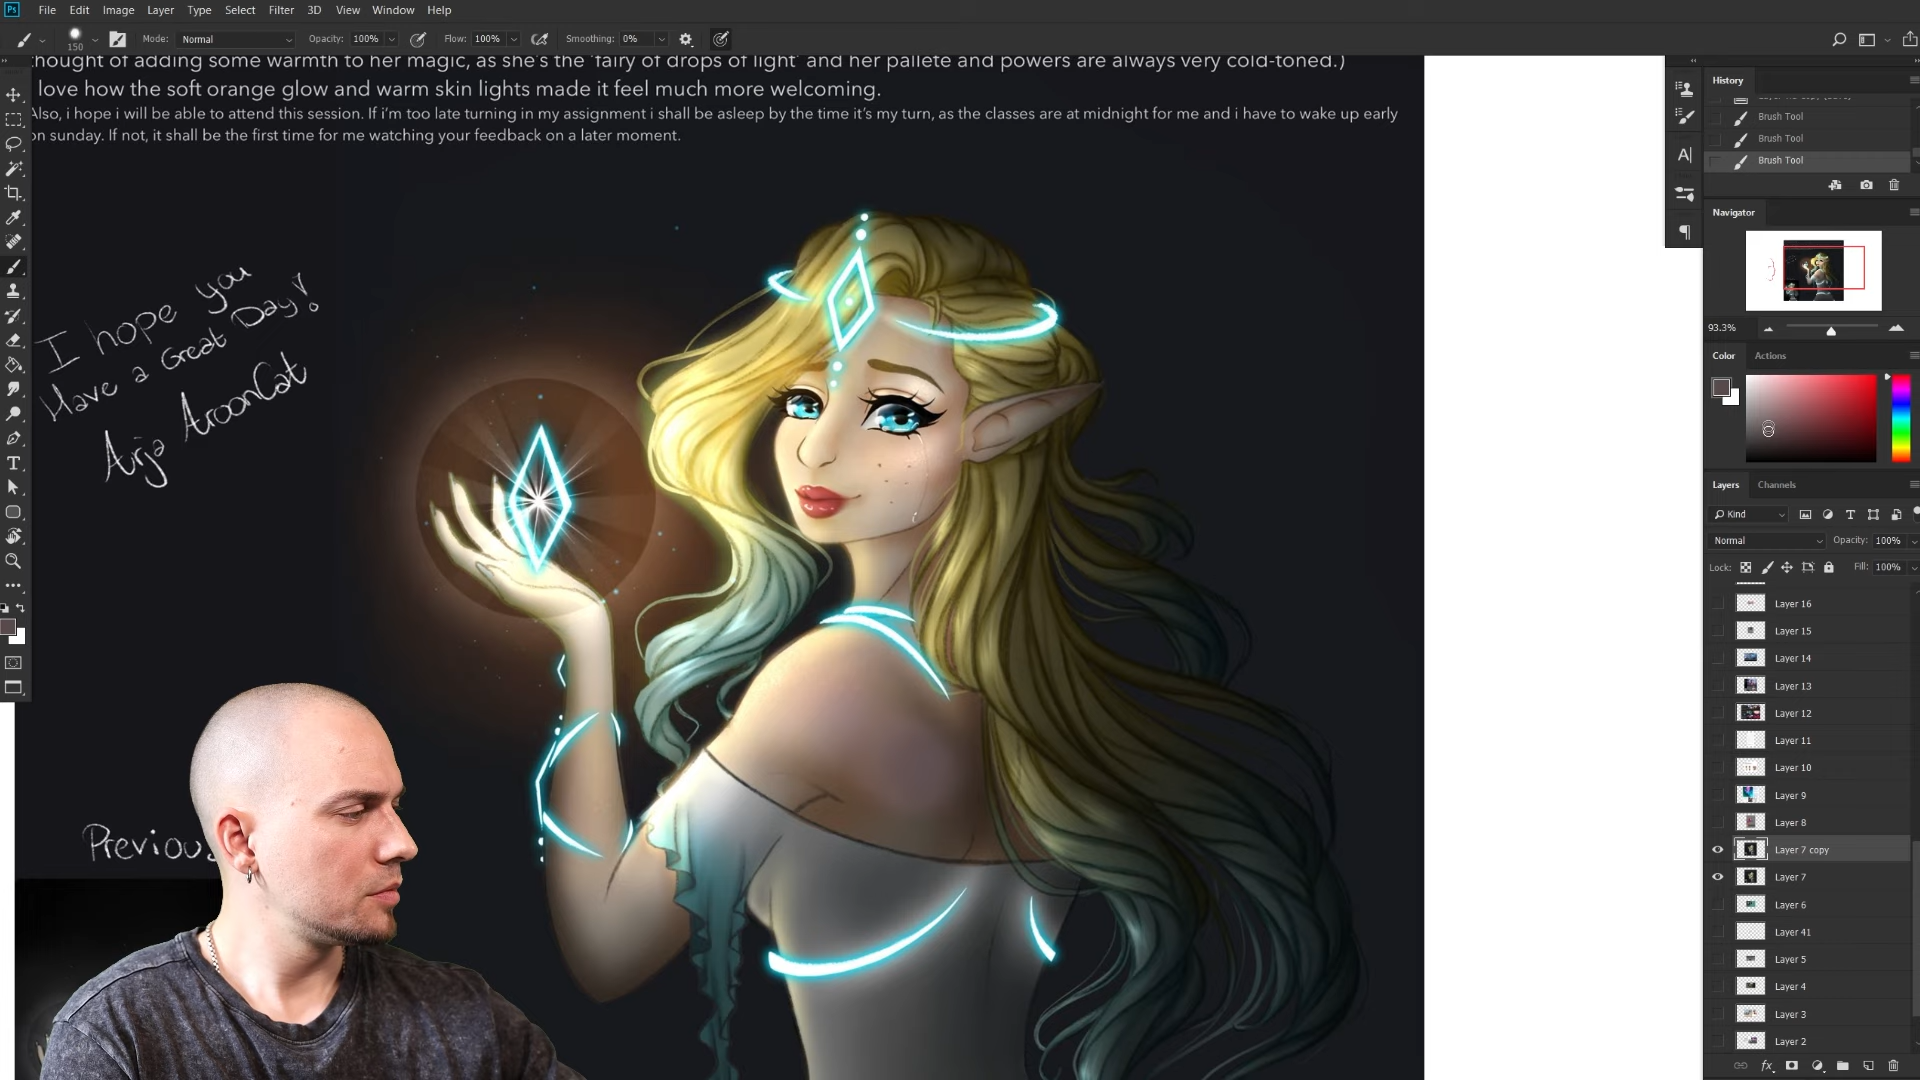 Ps File Edit Image Layer Type Select Filter 3D View Window Help
150 Mode: Normal Opacity: 100% Flow: 100% Smoothing: 0%
hought of adding some warmth to her magic, as she's the 'fairy of drops of light' and her pallete and powers are always very cold-toned.)
love how the soft orange glow and warm skin lights made it feel much more welcoming.
Also, i hope i will be able to attend this session. If i'm too late turning in my assignment i shall be asleep by the time it's my turn, as the classes are at midnight for me and i have to wake up early
on sunday. If not, it shall be the first time for me watching your feedback on a later moment.
I hope you
Have a Great Day!
Arja AroonCat
Previous
History
Brush Tool
Brush Tool
Brush Tool
Navigator
93.3%
Color Actions
Layers Channels
Kind
Normal Opacity: 100%
Lock: Fill: 100%
Layer 16
Layer 15
Layer 14
Layer 13
Layer 12
Layer 11
Layer 10
Layer 9
Layer 8
Layer 7 copy
Layer 7
Layer 6
Layer 41
Layer 5
Layer 4
Layer 3
Layer 2
fx